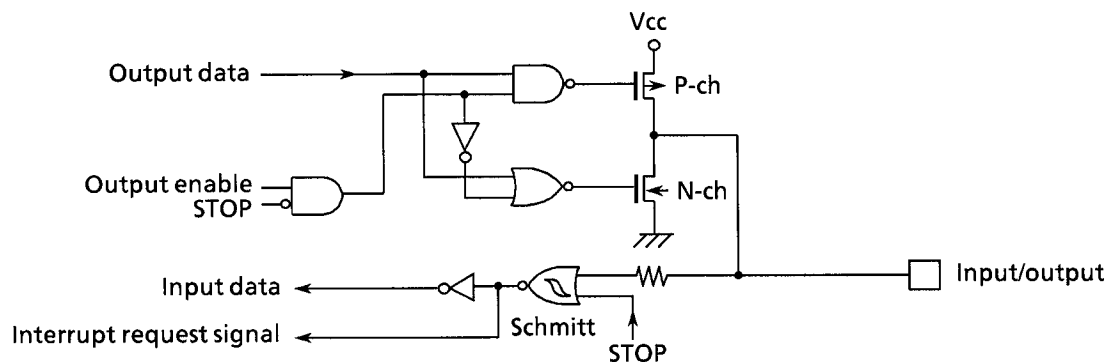 Vcc
Output data
P-ch
Output enable
STOP
N-ch
Input data
Schmitt
Input/output
Interrupt request signal
STOP